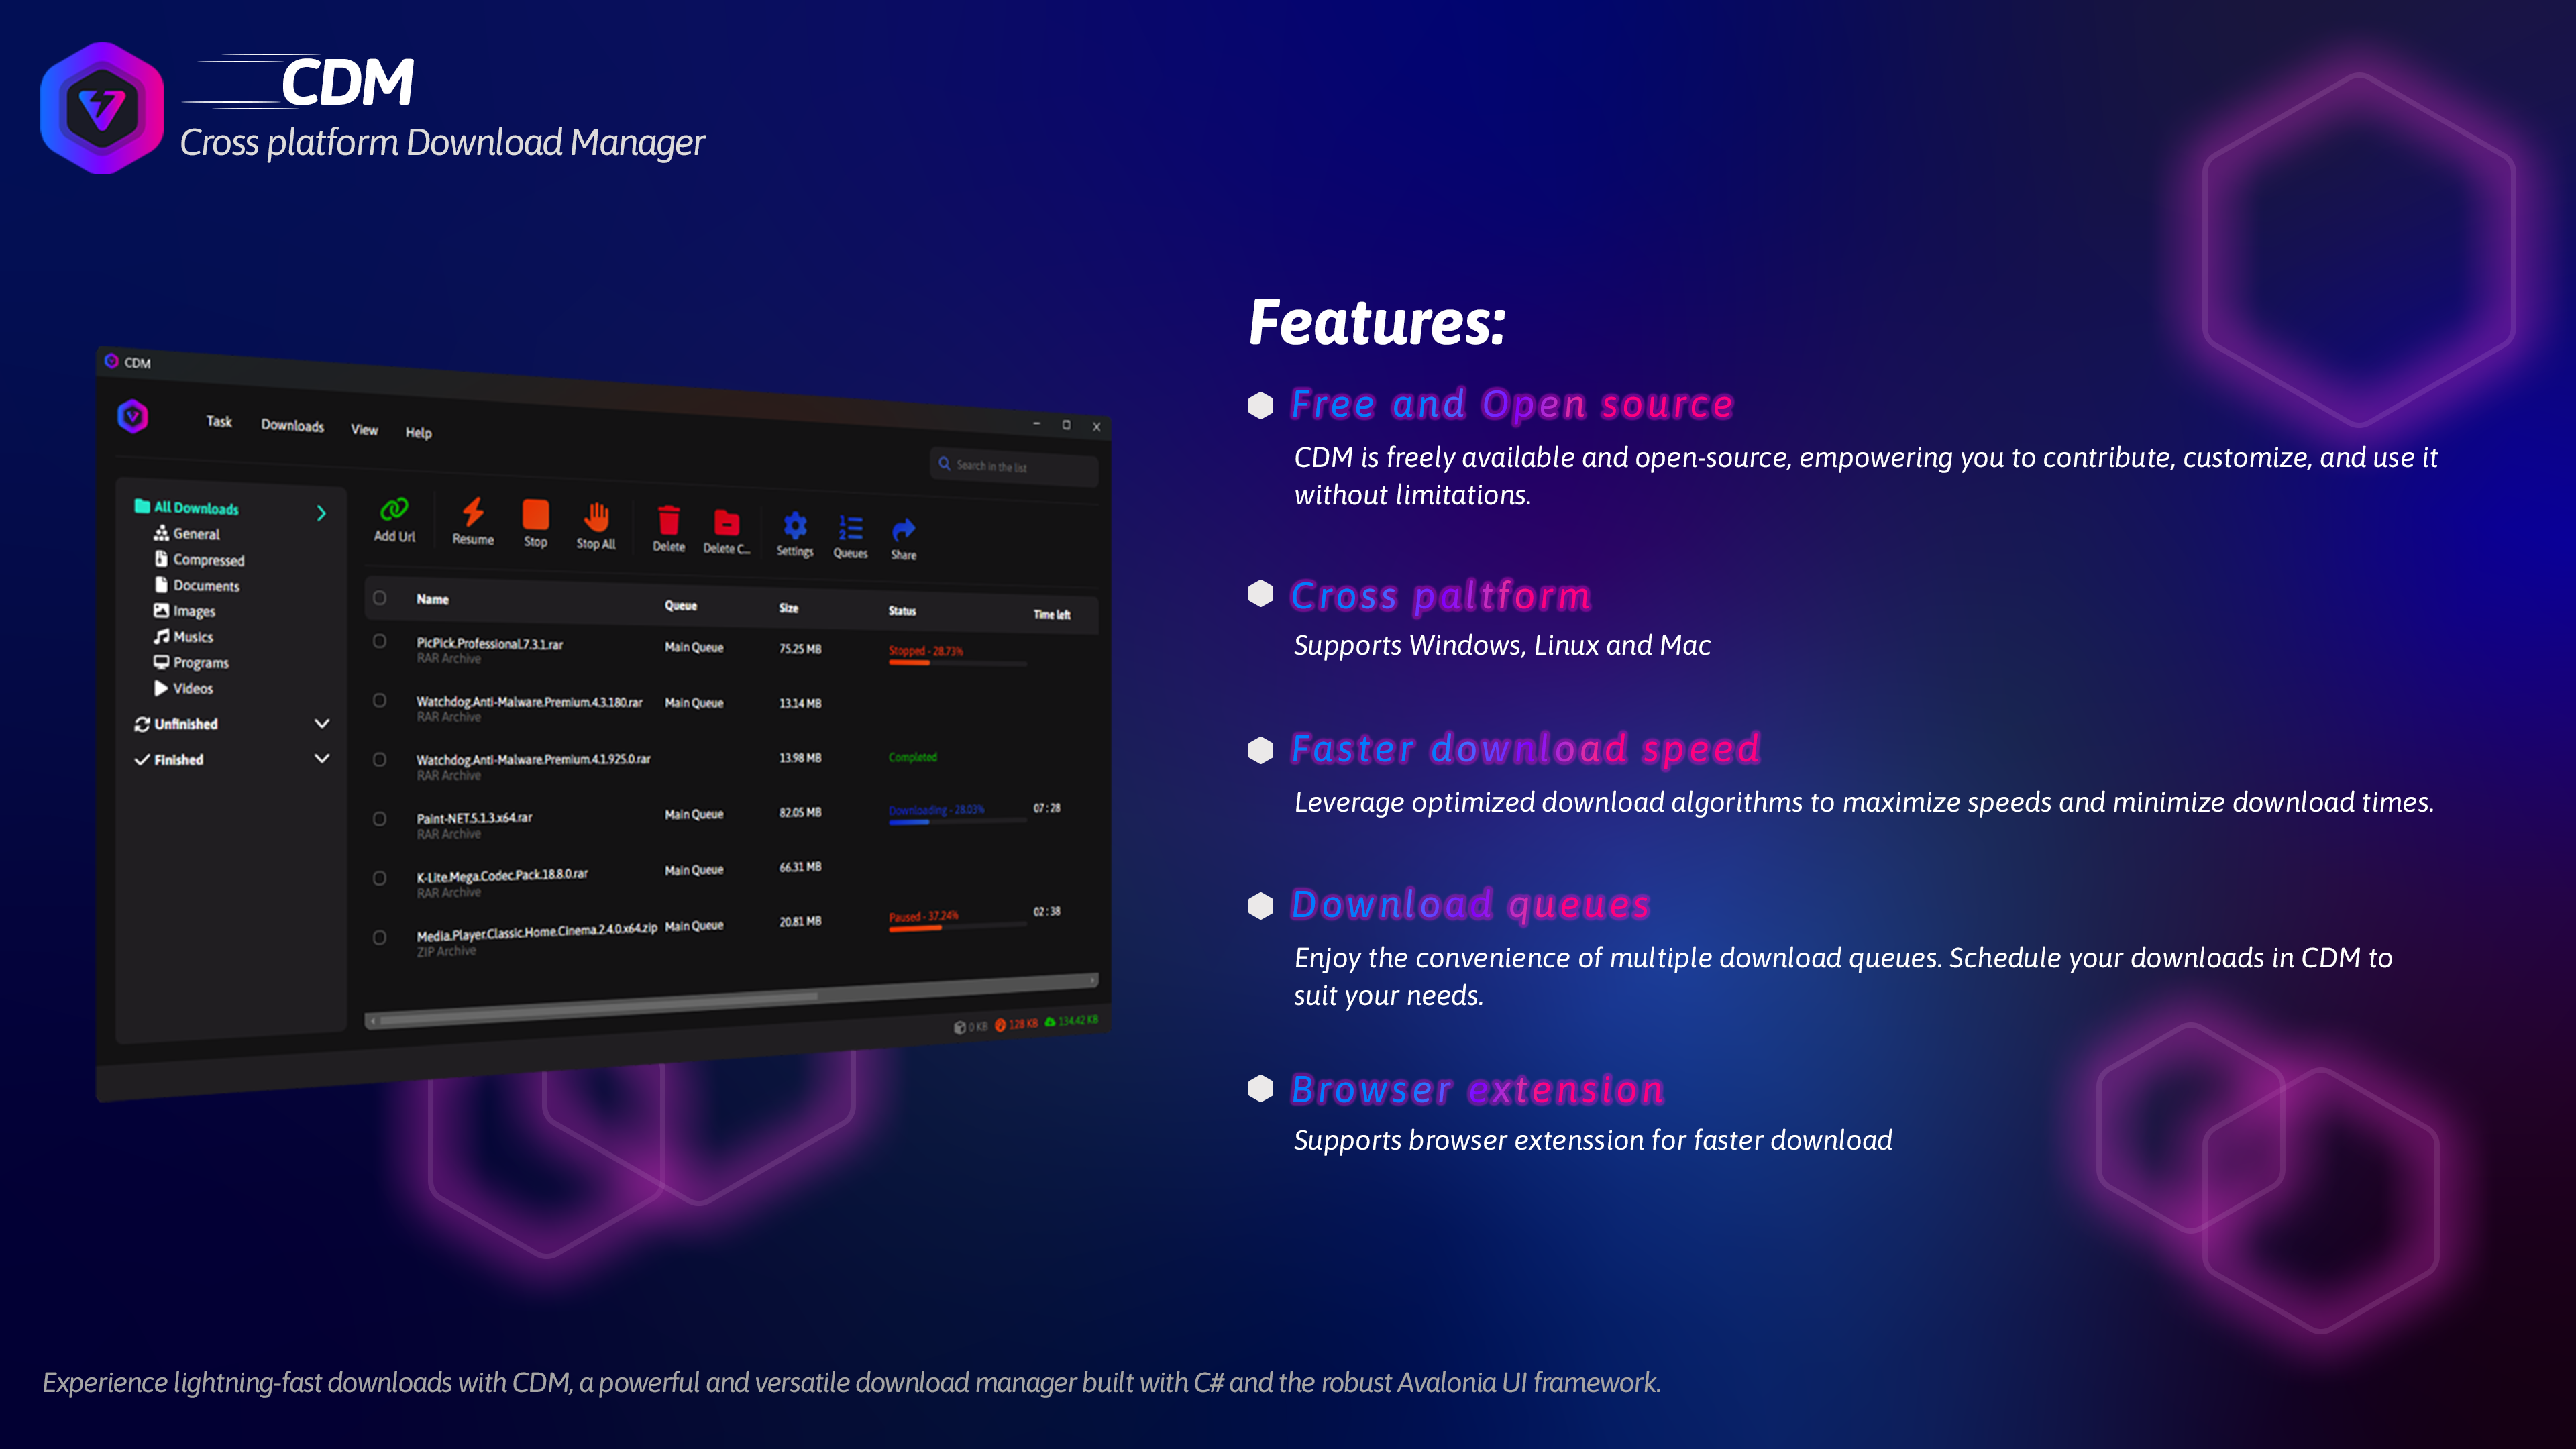 CDM
Cross platform Download Manager
CDM
Task Downloads View Help
Search in the list
All Downloads
General
Compressed
Documents
Images
Musics
Programs
Videos
Unfinished
Finished
Add Url Resume Stop Stop All Delete Delete C... Settings Queues Share
Name Queue Size Status Time left
PicPick.Professional.7.3.1.rar Main Queue 75.25 MB Stopped - 28.73%
RAR Archive
Watchdog.Anti-Malware.Premium.4.3.180.rar Main Queue 13.14 MB
RAR Archive
Watchdog.Anti-Malware.Premium.4.1.925.0.rar 13.98 MB Completed
RAR Archive
Paint-NET.5.1.3.x64.rar Main Queue 82.05 MB Downloading - 28.03% 07 : 28
RAR Archive
K-Lite.Mega.Codec.Pack.18.8.0.rar Main Queue 66.31 MB
RAR Archive
Media.Player.Classic.Home.Cinema.2.4.0.x64.zip Main Queue 20.81 MB Paused - 37.24% 02 : 38
ZIP Archive
0 KB 128 KB 134.42 KB
Features:
Free and Open source
CDM is freely available and open-source, empowering you to contribute, customize, and use it
without limitations.
Cross paltform
Supports Windows, Linux and Mac
Faster download speed
Leverage optimized download algorithms to maximize speeds and minimize download times.
Download queues
Enjoy the convenience of multiple download queues. Schedule your downloads in CDM to
suit your needs.
Browser extension
Supports browser extenssion for faster download
Experience lightning-fast downloads with CDM, a powerful and versatile download manager built with C# and the robust Avalonia UI framework.